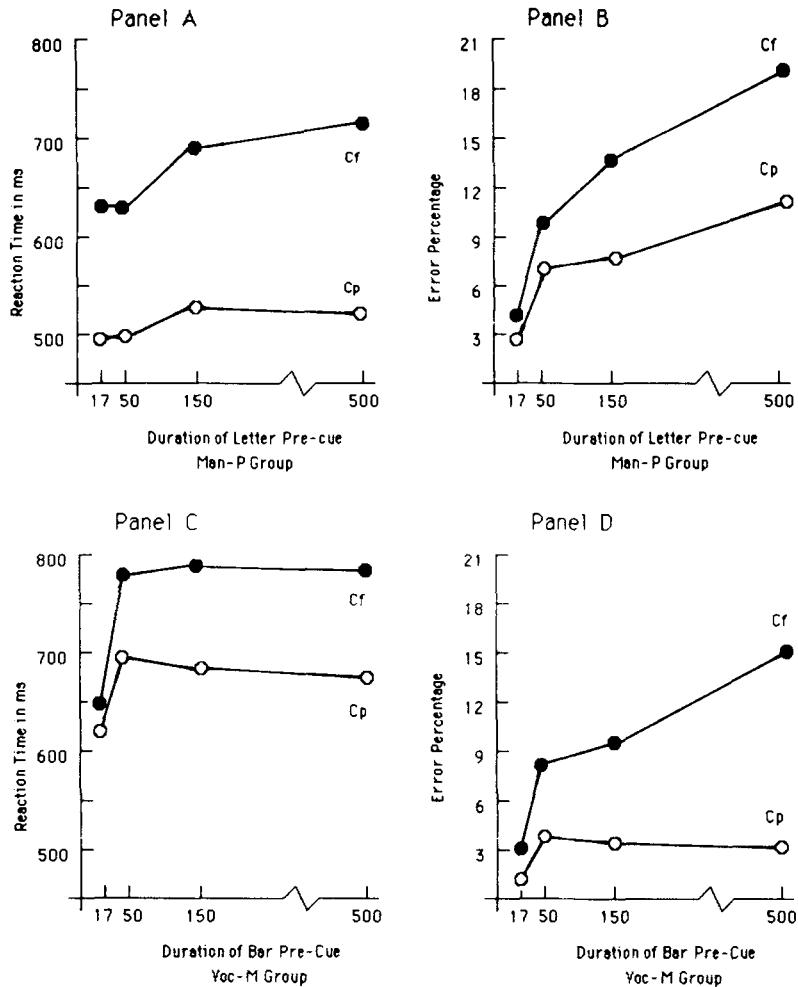 Panel A
800
700
600
500
Reaction Time in ms
Cf
Cp
17 50 150 500
Duration of Letter Pre-cue
Man-P Group
Panel B
21
18
15
12
9
6
3
Error Percentage
Cf
Cp
17 50 150 500
Duration of Letter Pre-cue
Man-P Group
Panel C
800
700
600
500
Reaction Time in ms
Cf
Cp
17 50 150 500
Duration of Bar Pre-Cue
Voc-M Group
Panel D
21
18
15
12
9
6
3
Error Percentage
Cf
Cp
17 50 150 500
Duration of Bar Pre-Cue
Voc-M Group